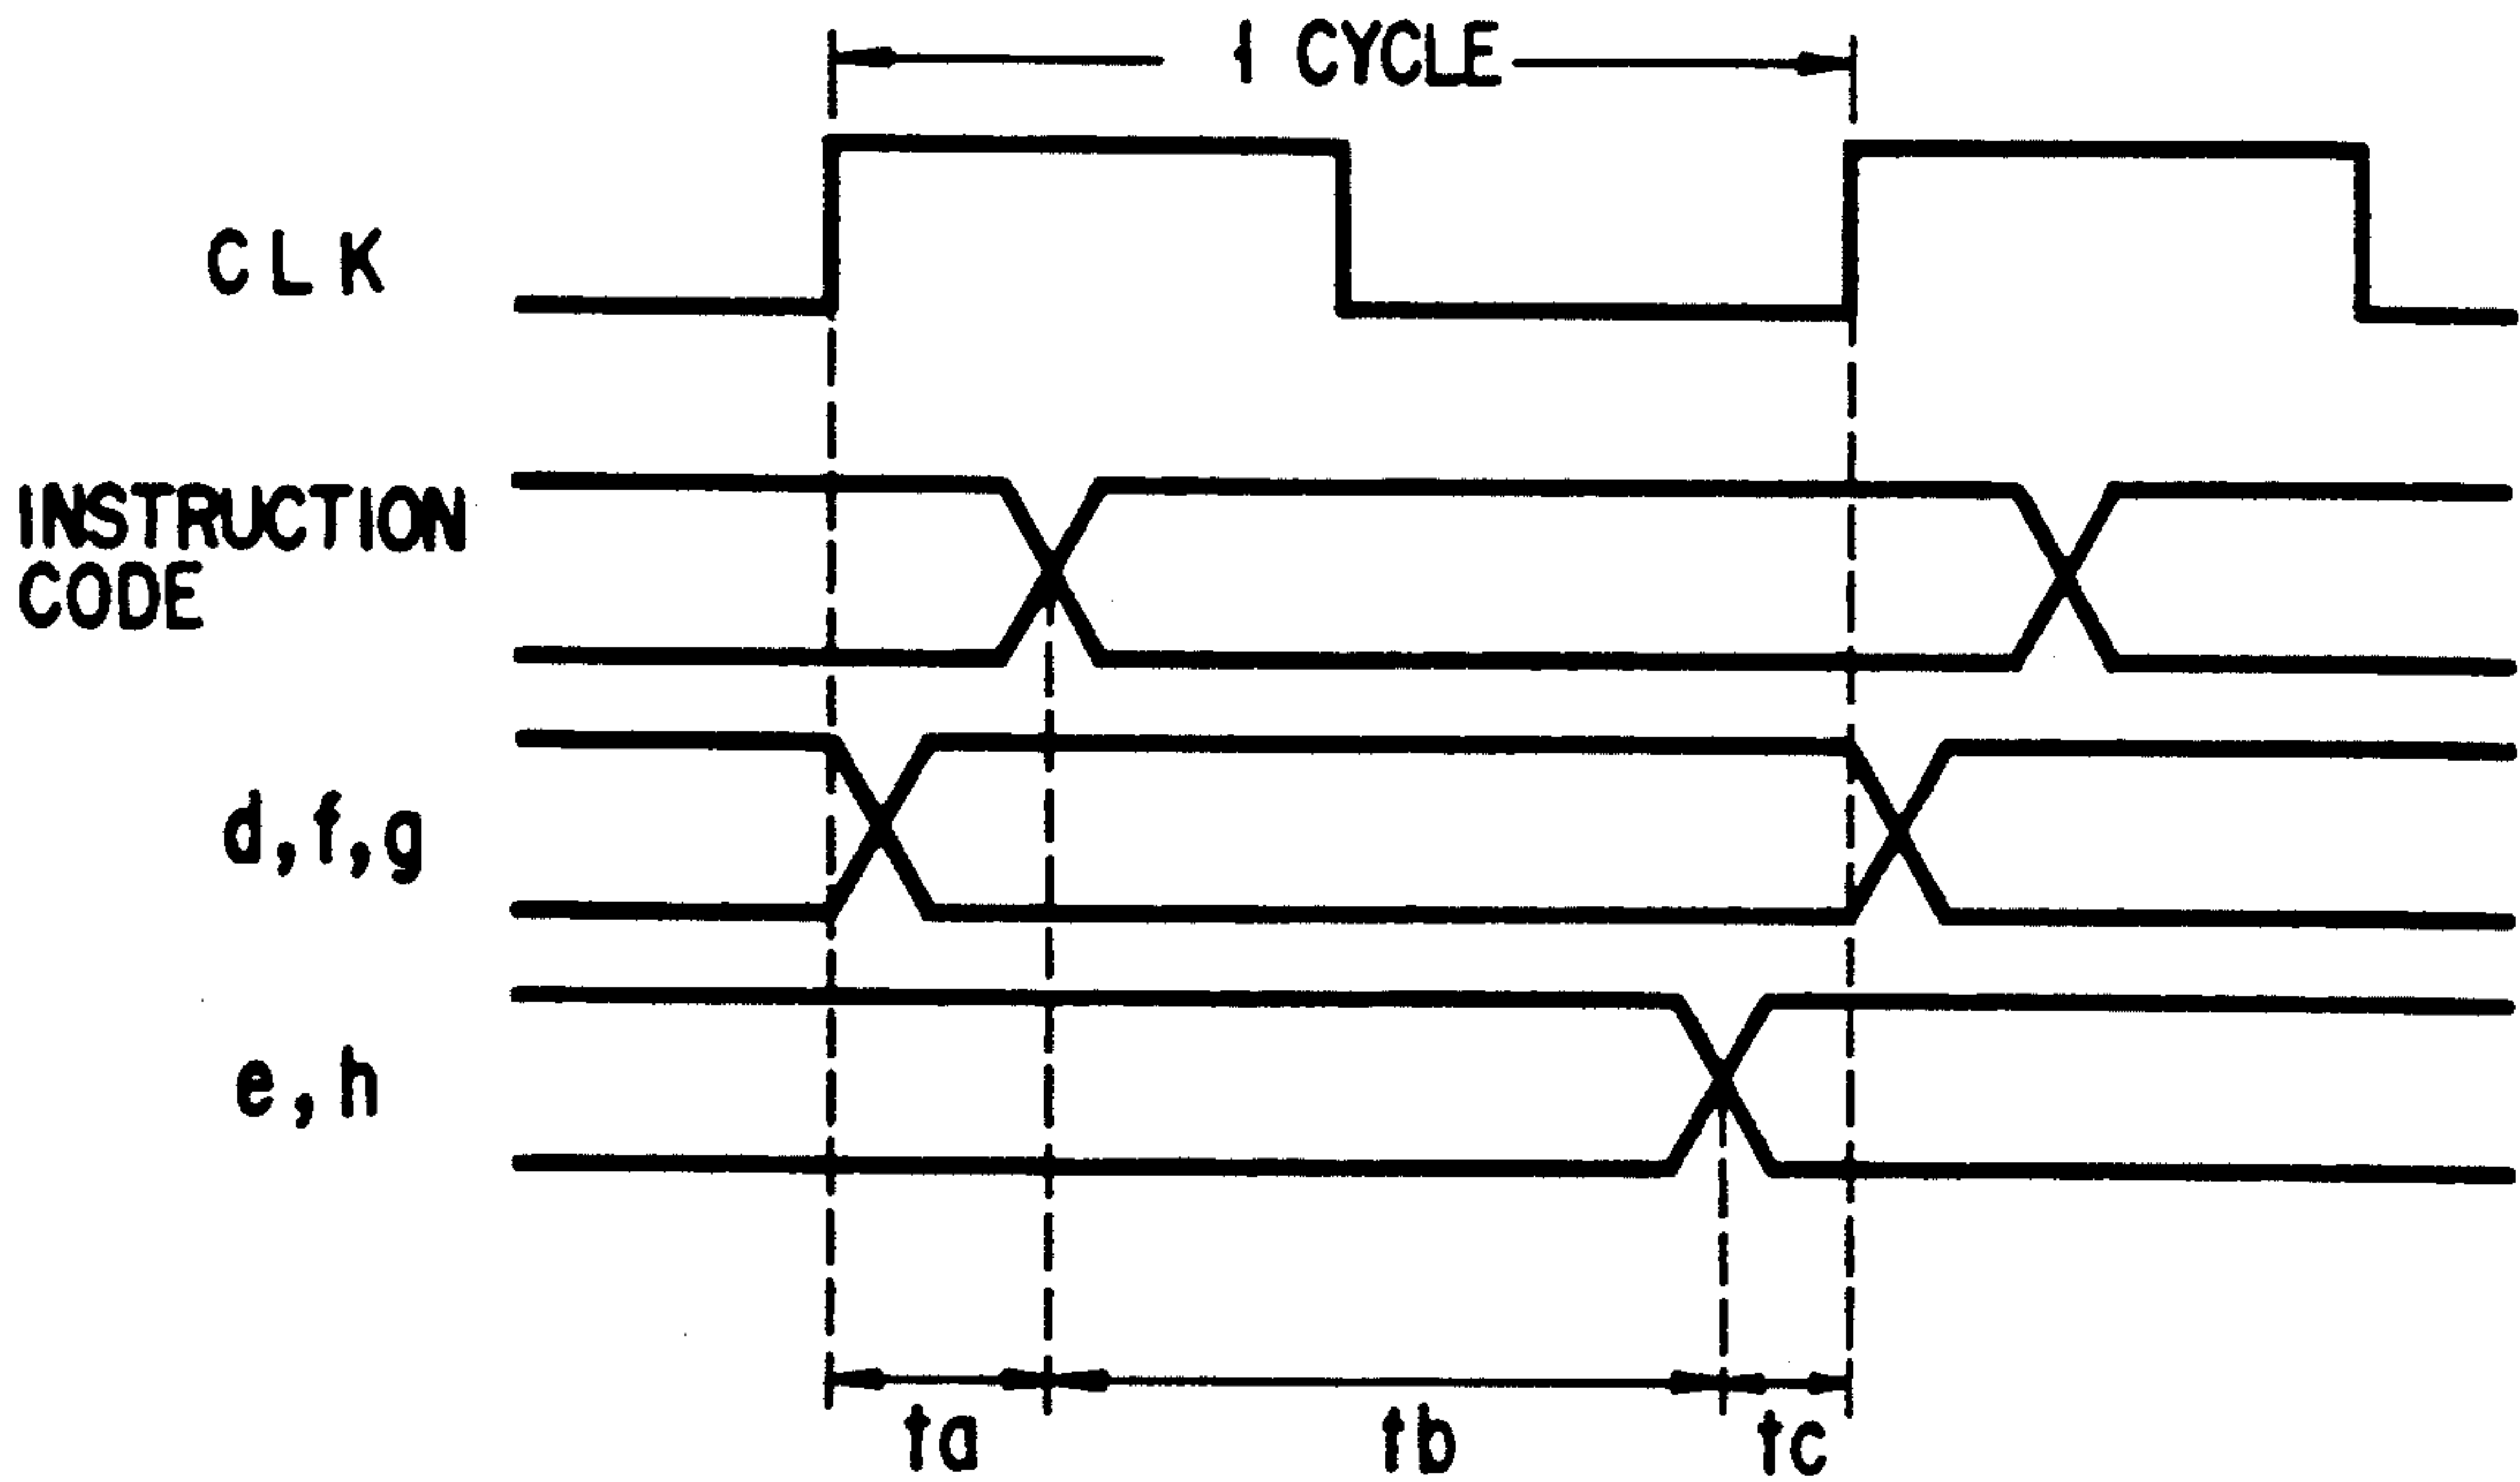 1 CYCLE
CLK
INSTRUCTION
CODE
d,f,g
e,h
ta
tb
tc